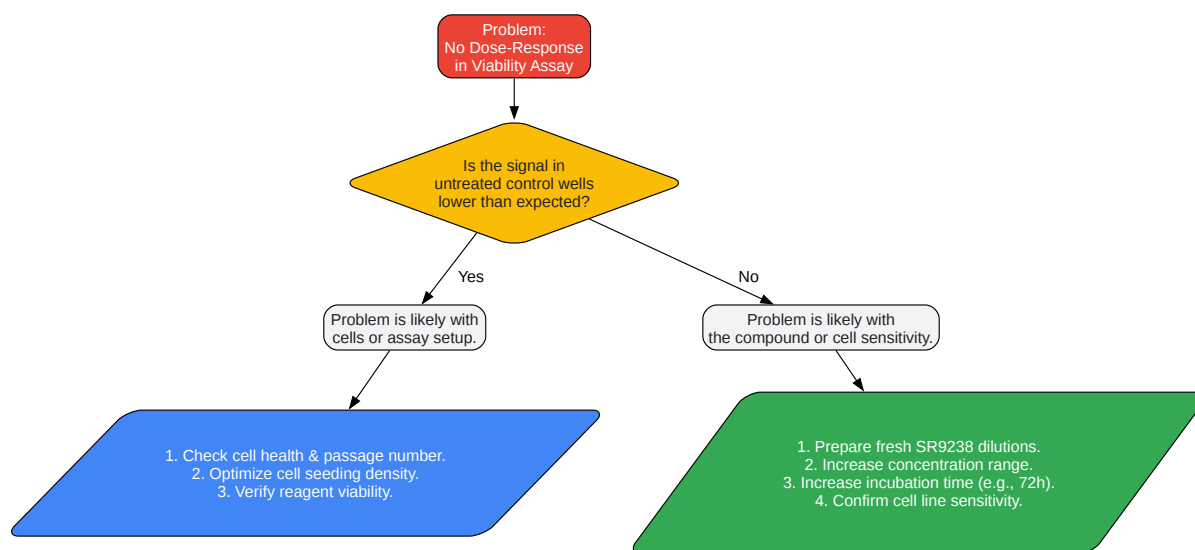 Problem:
No Dose-Response
in Viability Assay
Is the signal in
untreated control wells
lower than expected?
Yes
No
Problem is likely with
cells or assay setup.
Problem is likely with
the compound or cell sensitivity.
1. Check cell health & passage number.
2. Optimize cell seeding density.
3. Verify reagent viability.
1. Prepare fresh SR9238 dilutions.
2. Increase concentration range.
3. Increase incubation time (e.g., 72h).
4. Confirm cell line sensitivity.